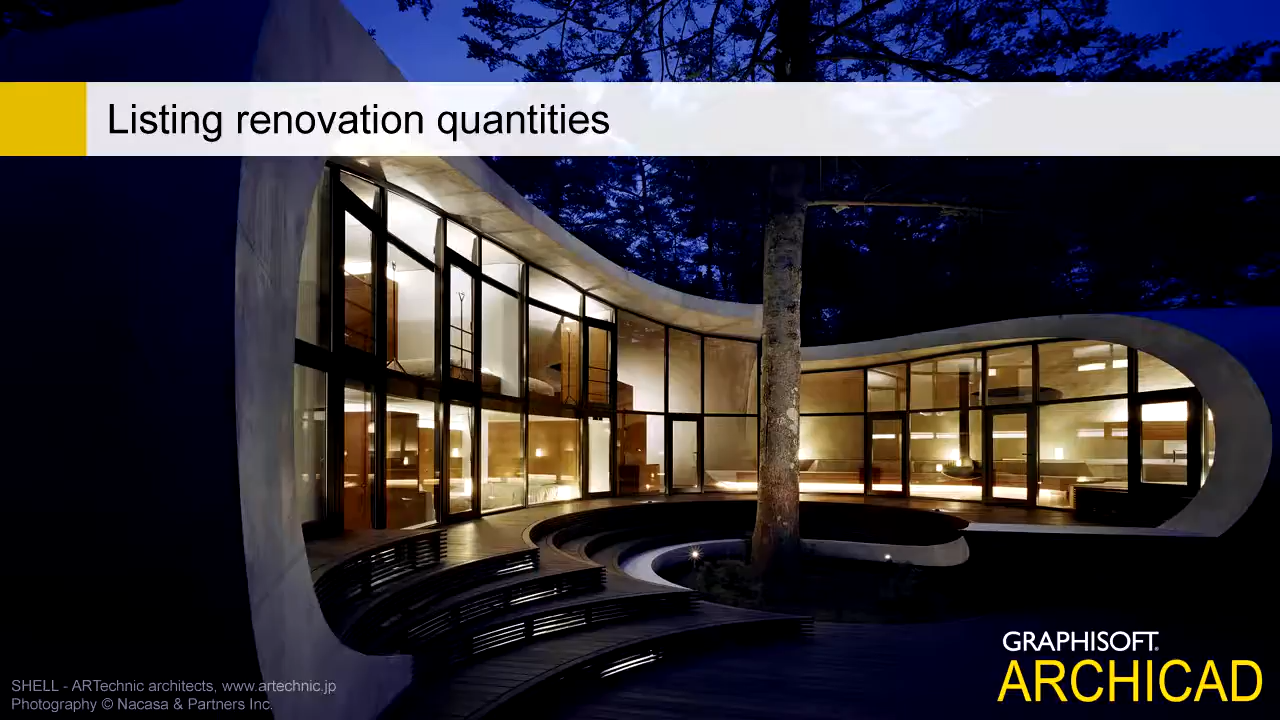 Listing renovation quantities
GRAPHISOFT®
ARCHICAD
SHELL - ARTechnic architects, www.artechnic.jp
Photography © Nacasa & Partners Inc.